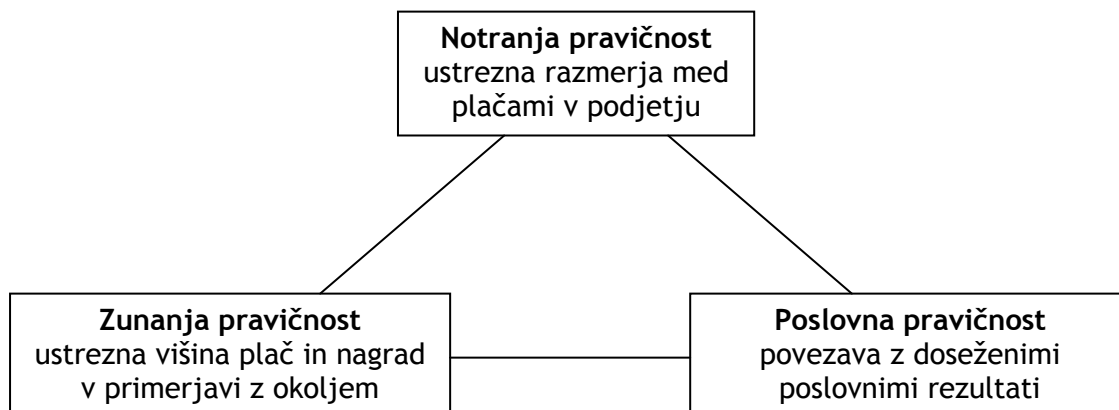 Notranja pravičnost
ustrezna razmerja med
plačami v podjetju
Zunanja pravičnost
ustrezna višina plač in nagrad
v primerjavi z okoljem
Poslovna pravičnost
povezava z doseženimi
poslovnimi rezultati